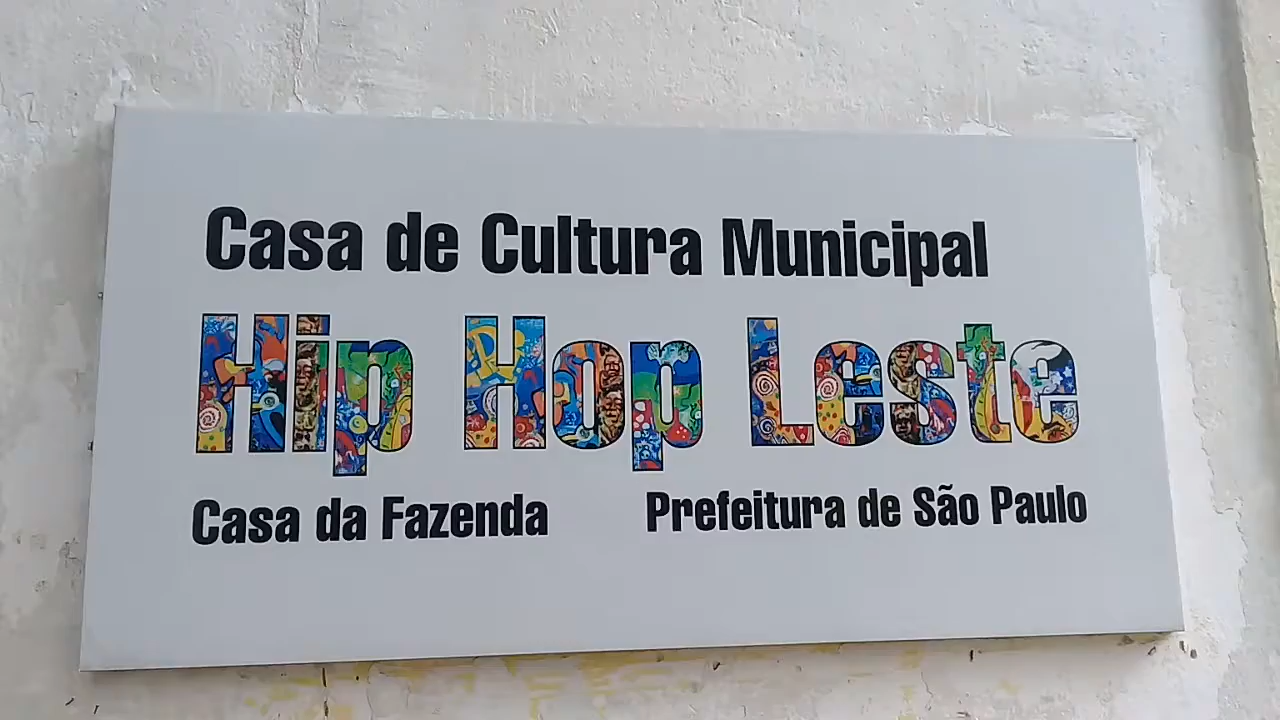 Casa de Cultura Municipal
Hip Hop Leste
Casa da Fazenda
Prefeitura de São Paulo